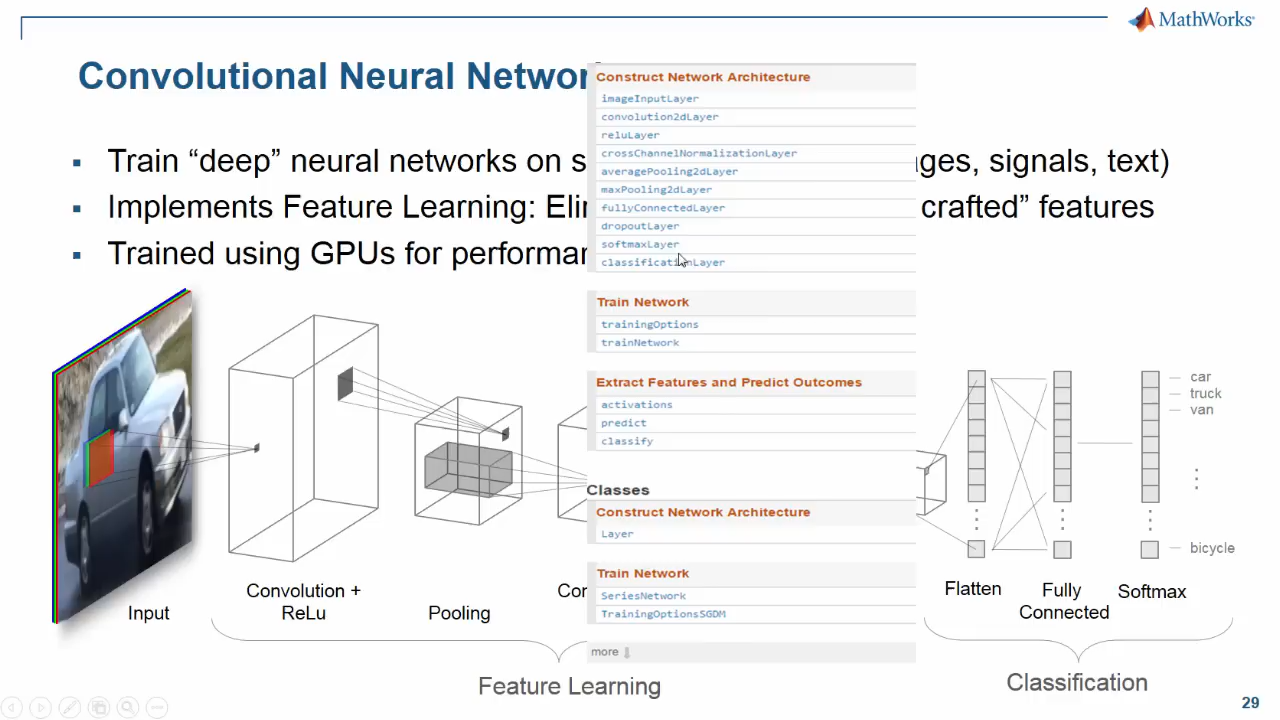 MathWorks
Convolutional Neural Networ
Train “deep” neural networks on s ges, signals, text)
Implements Feature Learning: Eli crafted” features
Trained using GPUs for performa
Construct Network Architecture
imageInputLayer
convolution2dLayer
reluLayer
crossChannelNormalizationLayer
averagePooling2dLayer
maxPooling2dLayer
fullyConnectedLayer
dropoutLayer
softmaxLayer
classificationLayer
Train Network
trainingOptions
trainNetwork
Extract Features and Predict Outcomes
activations
predict
classify
Classes
Construct Network Architecture
Layer
Train Network
SeriesNetwork
TrainingOptionsSGDM
more
car
truck
van
bicycle
Input
Convolution +
ReLu
Pooling
Co
Flatten
Fully
Connected
Softmax
Feature Learning
Classification
29